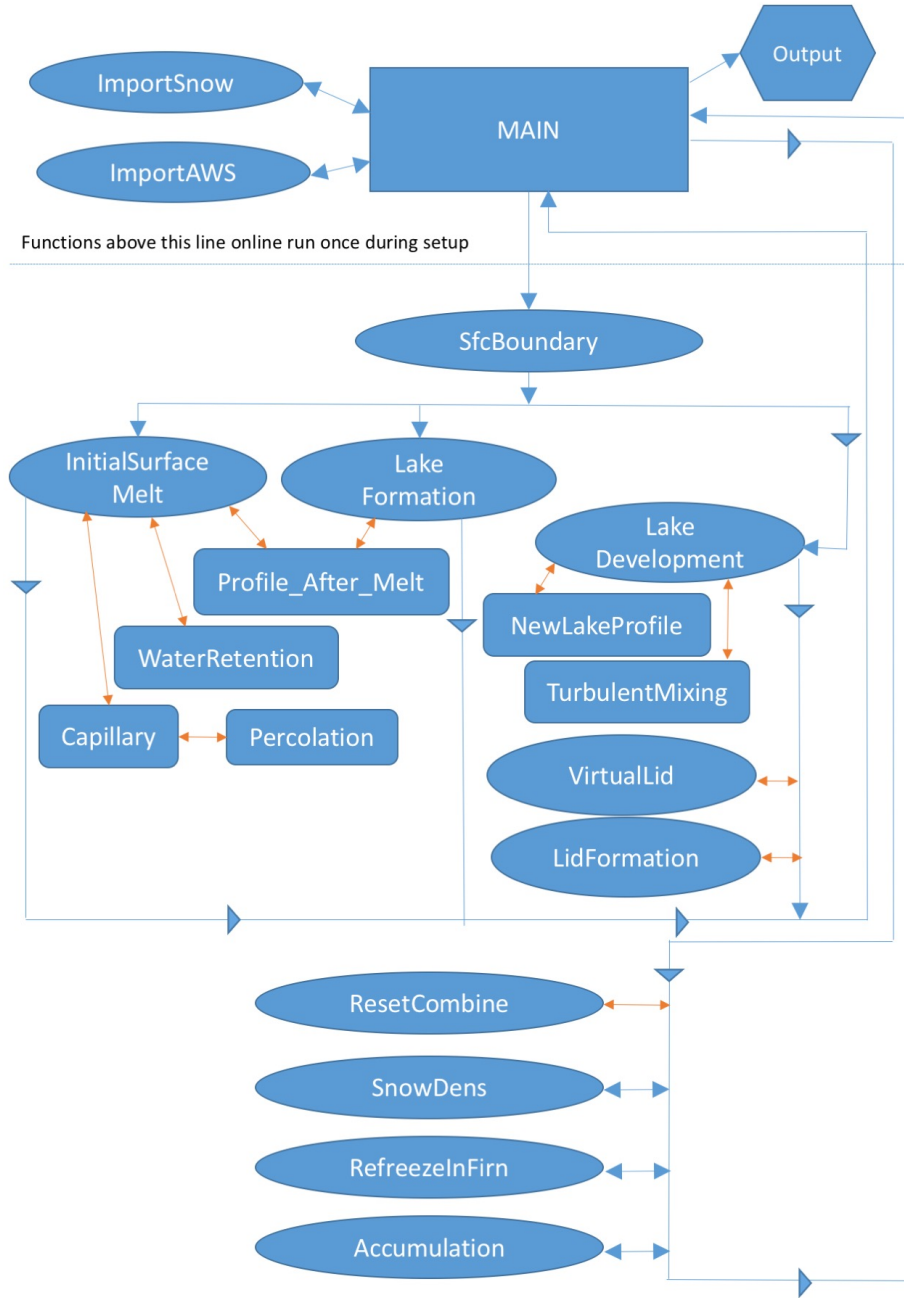 Output
ImportSnow
MAIN
ImportAWS
Functions above this line online run once during setup
SfcBoundary
InitialSurface
Melt
Lake
Formation
Lake
Development
Profile_After_Melt
NewLakeProfile
WaterRetention
TurbulentMixing
Capillary
Percolation
VirtualLid
LidFormation
ResetCombine
SnowDens
RefreezeInFirn
Accumulation